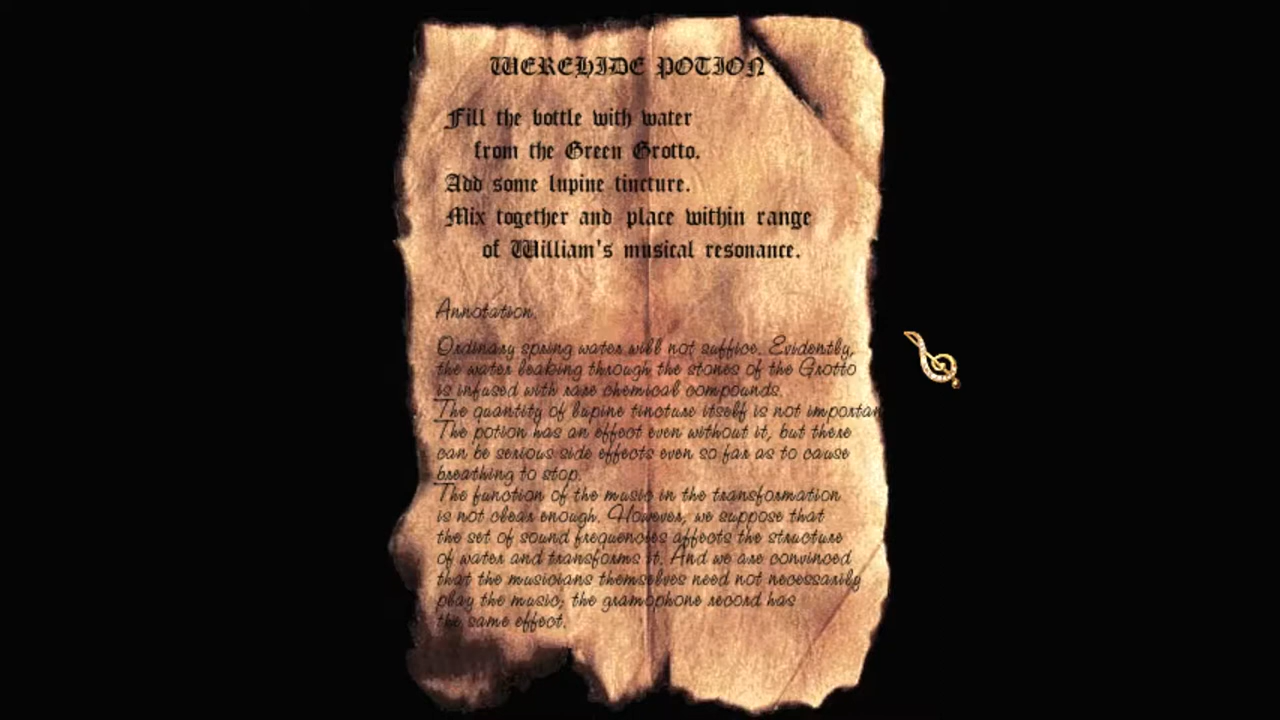 WEREHIDE POTION
Fill the bottle with water
from the Green Grotto.
Add some lupine tincture.
Mix together and place within range
of William's musical resonance.
Annotation.
Ordinary spring water will not suffice. Evidently,
the water leaking through the stones of the Grotto
is infused with rare chemical compounds.
The quantity of lupine tincture itself is not importan
The potion has an effect even without it, but there
can be serious side effects even so far as to cause
breathing to stop.
The function of the music in the transformation
is not clear enough. However, we suppose that
the set of sound frequencies affects the structure
of water and transforms it. And we are convinced
that the musicians themselves need not necessarily
play the music; the gramophone record has
the same effect.